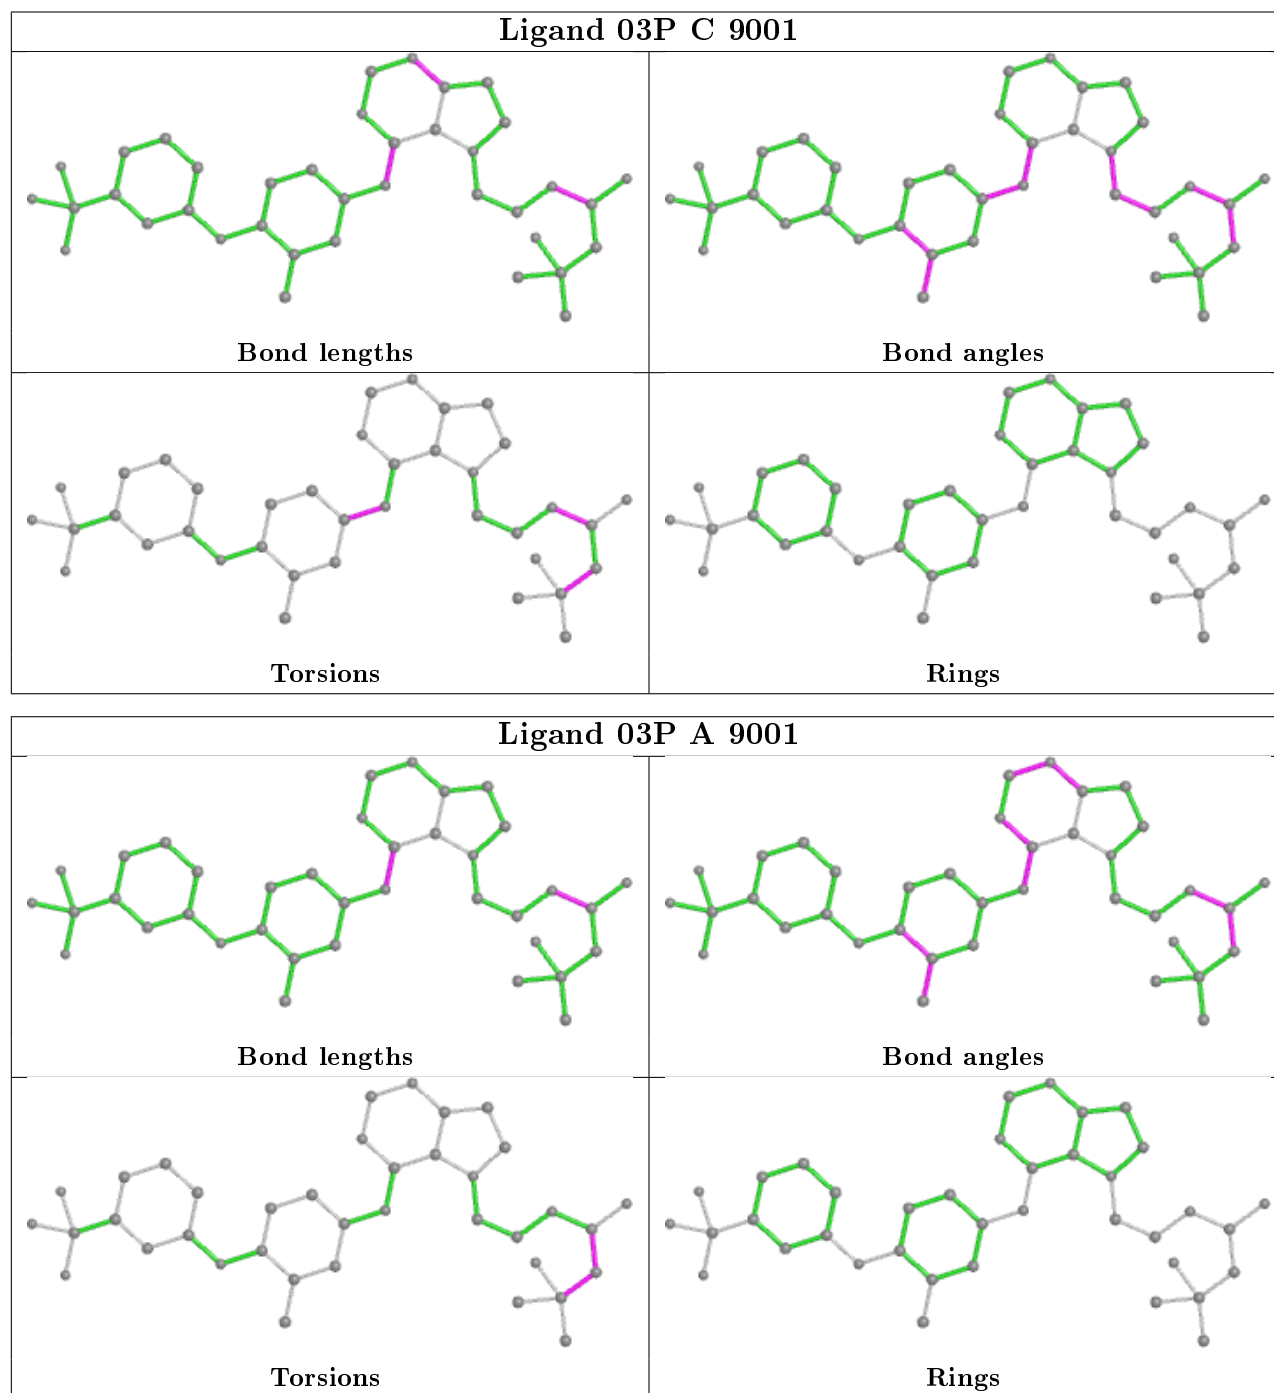 Ligand 03P C 9001
Bond lengths
Bond angles
Torsions
Rings
Ligand 03P A 9001
Bond lengths
Bond angles
Torsions
Rings